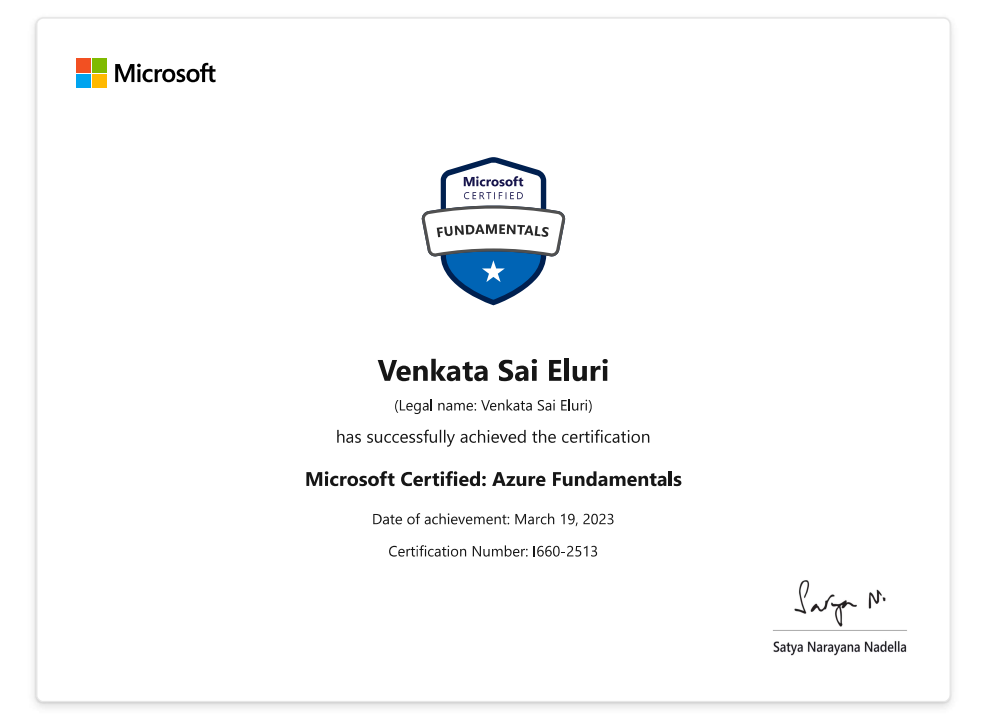 Microsoft
Microsoft
CERTIFIED
FUNDAMENTALS
Venkata Sai Eluri
(Legal name: Venkata Sai Eluri)
has successfully achieved the certification
Microsoft Certified: Azure Fundamentals
Date of achievement: March 19, 2023
Certification Number: I660-2513
Satya N.
Satya Narayana Nadella